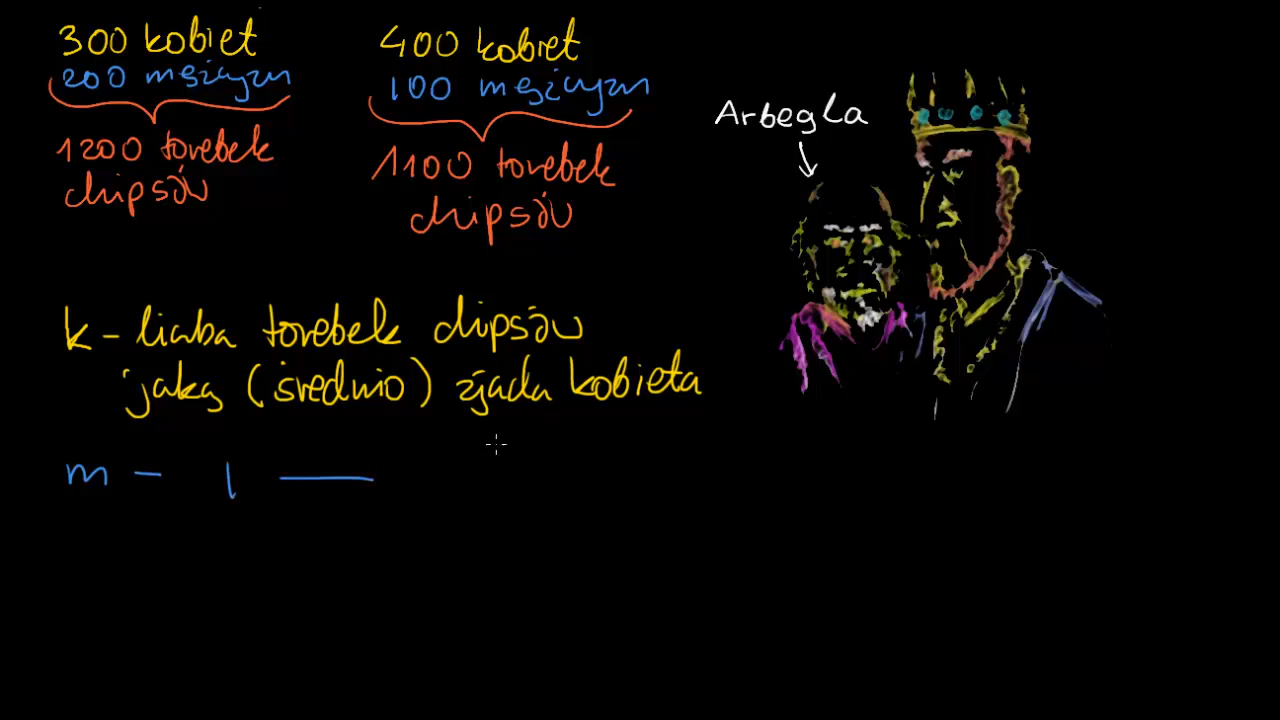 300 kobiet
200 mężczyzn
1200 torebek
chipsów
400 kobiet
100 mężczyzn
1100 torebek
chipsów
Arbegla
k - liczba torebek chipsów
jaką (średnio) zjada kobieta
m - | —